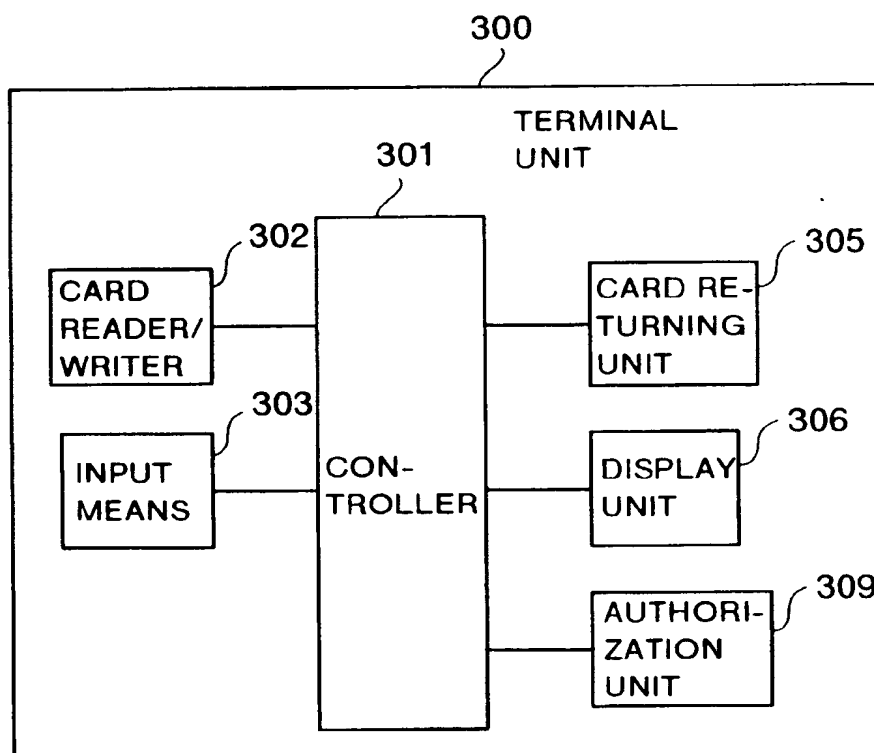 300
TERMINAL
UNIT
301
302
CARD
READER/
WRITER
303
INPUT
MEANS
CON-
TROLLER
305
CARD RE-
TURNING
UNIT
306
DISPLAY
UNIT
309
AUTHORI-
ZATION
UNIT